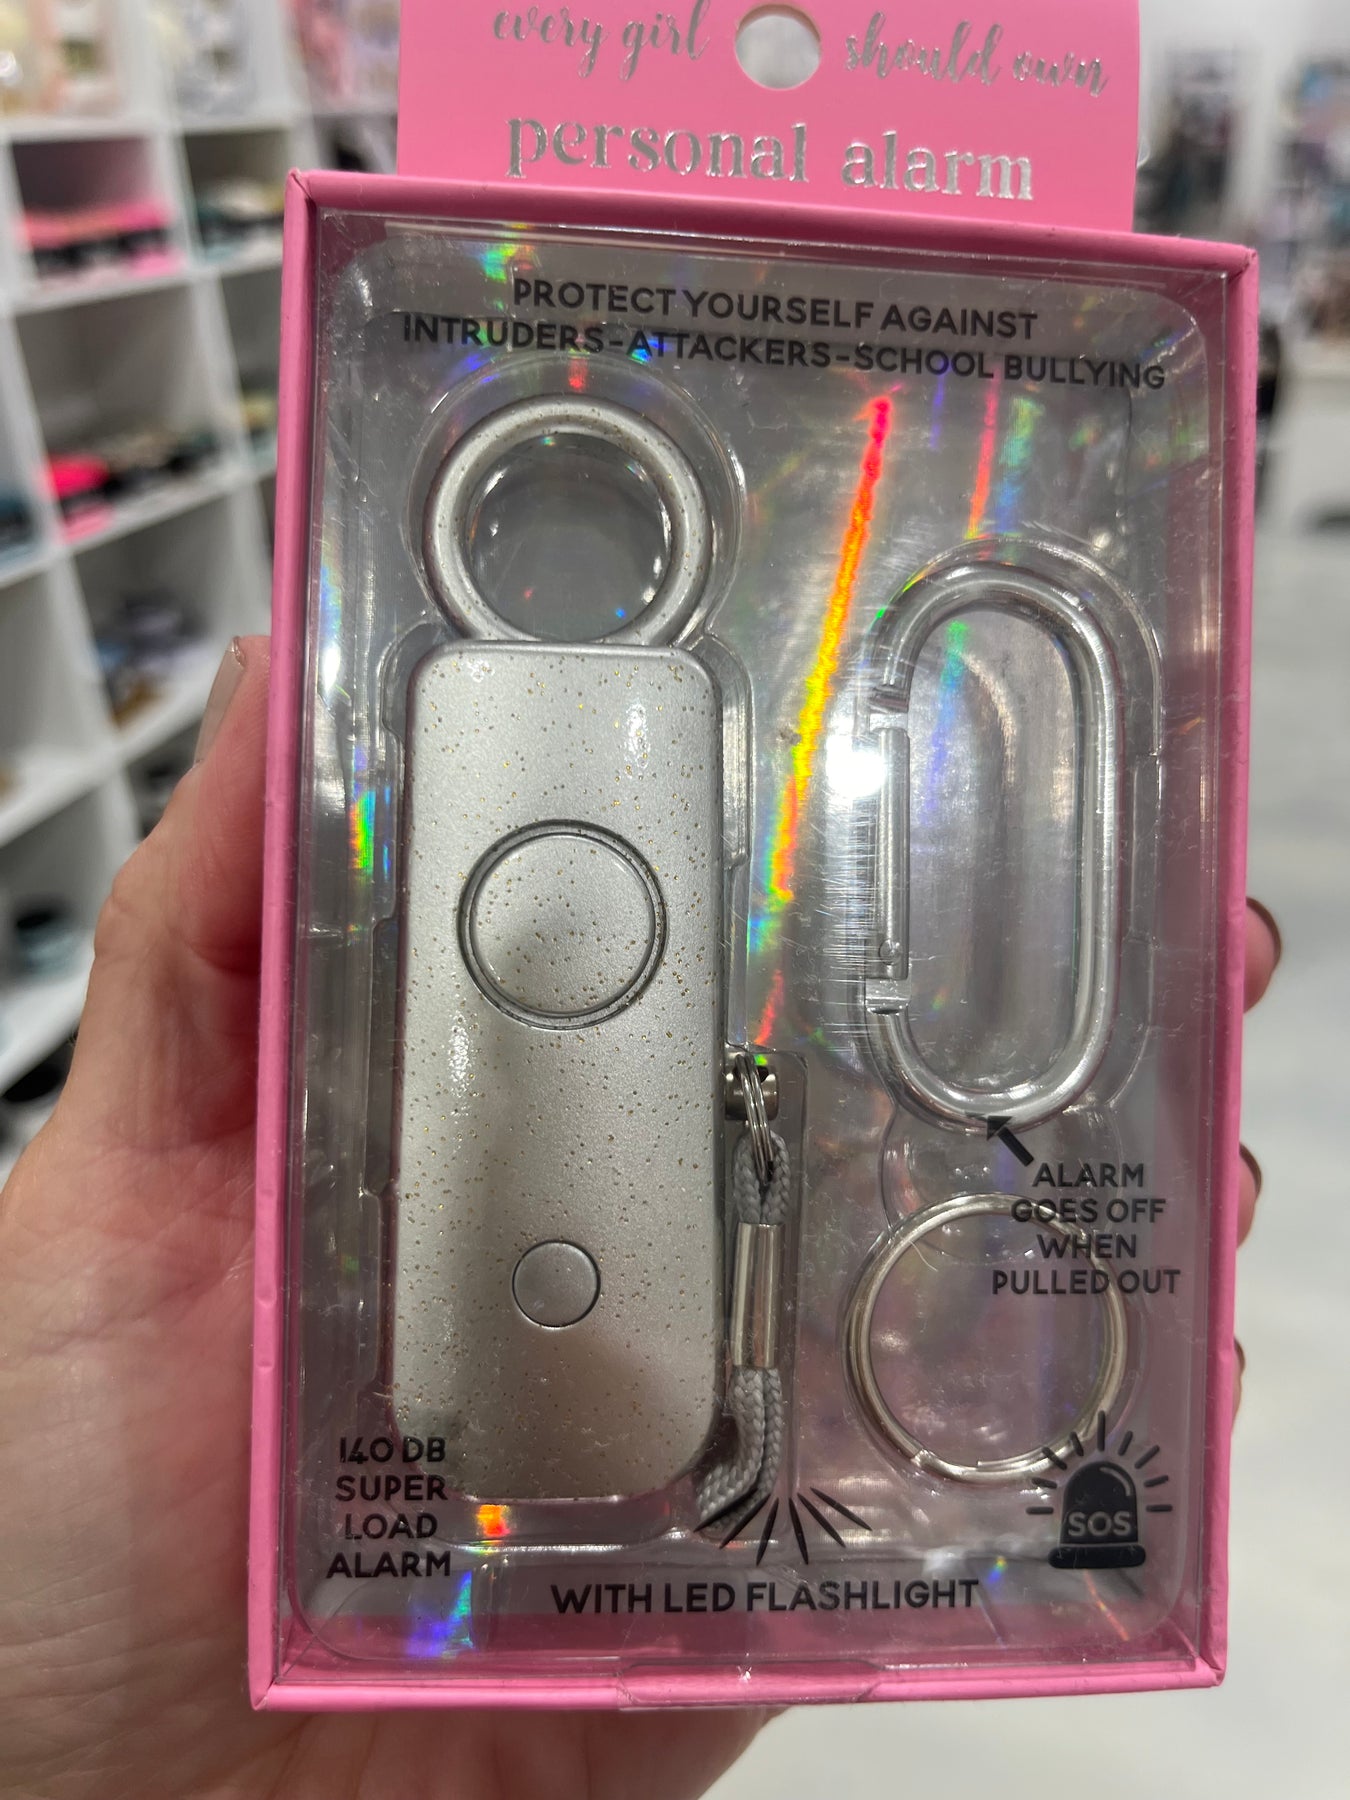 every girl should own
personal alarm
PROTECT YOURSELF AGAINST
INTRUDERS-ATTACKERS-SCHOOL BULLYING
ALARM
GOES OFF
WHEN
PULLED OUT
140 DB
SUPER
LOAD
ALARM
SOS
WITH LED FLASHLIGHT